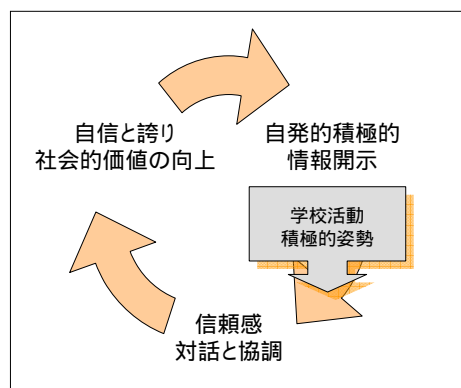 自信と誇り
社会的価値の向上
自発的積極的
情報開示
学校活動
積極的姿勢
信頼感
対話と協調